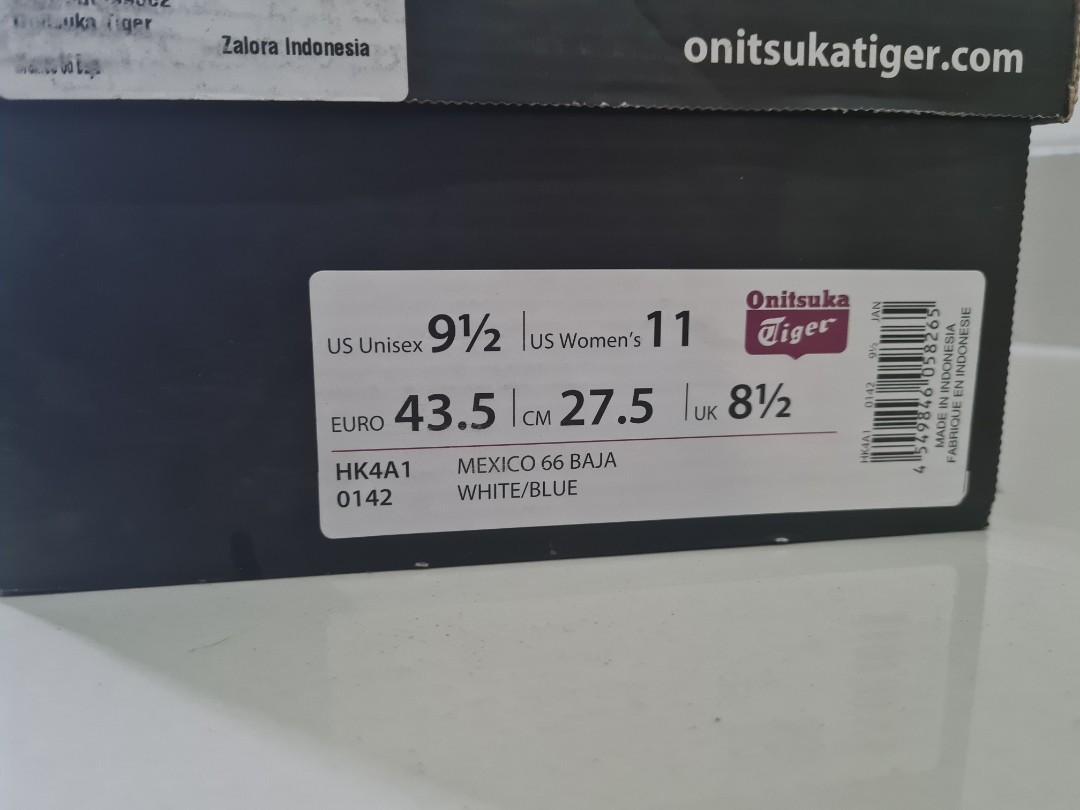 Tiger
Zalora Indonesia
onitsukatiger.com
US Unisex 9½ US Women's 11
Onitsuka
Tiger
EURO 43.5 CM 27.5 UK 8½
HK4A1 MEXICO 66 BAJA
0142 WHITE/BLUE
HK4A1 0142 9½ JAN
4 549846 058265
MADE IN INDONESIA
FABRIQUE EN INDONESIE